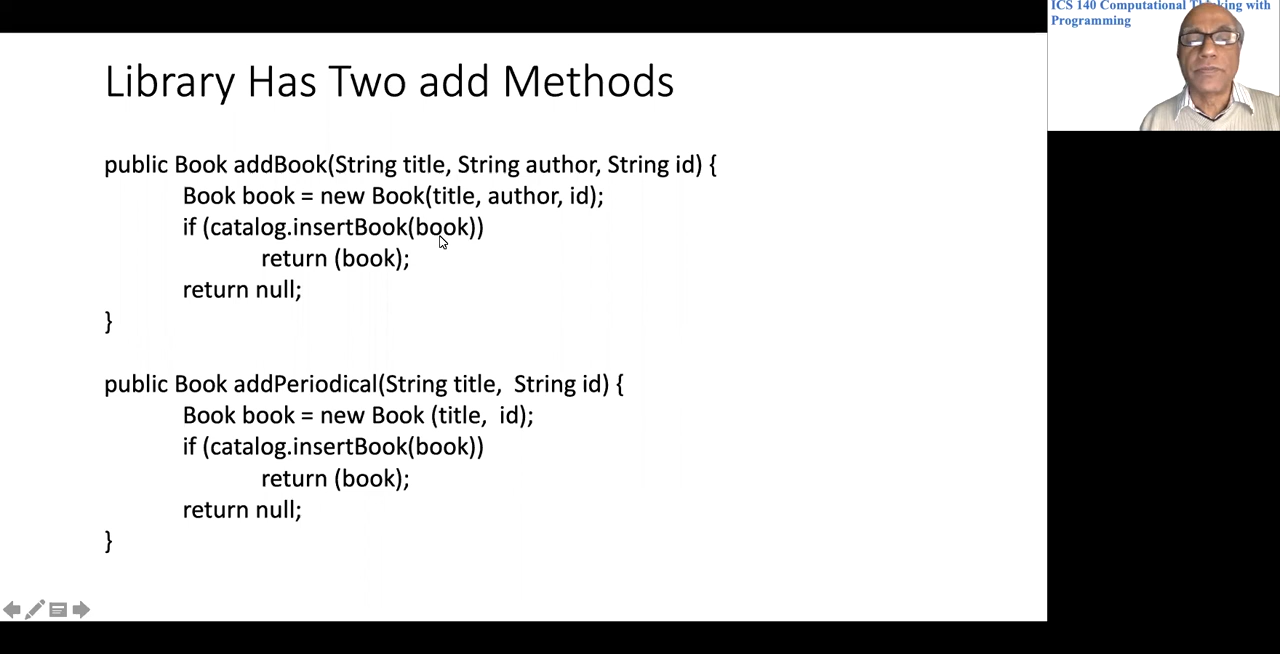 ICS 140 Computational Thinking with
Programming
Library Has Two add Methods
public Book addBook(String title, String author, String id) {
Book book = new Book(title, author, id);
if (catalog.insertBook(book))
return (book);
return null;
}
public Book addPeriodical(String title,  String id) {
Book book = new Book (title,  id);
if (catalog.insertBook(book))
return (book);
return null;
}